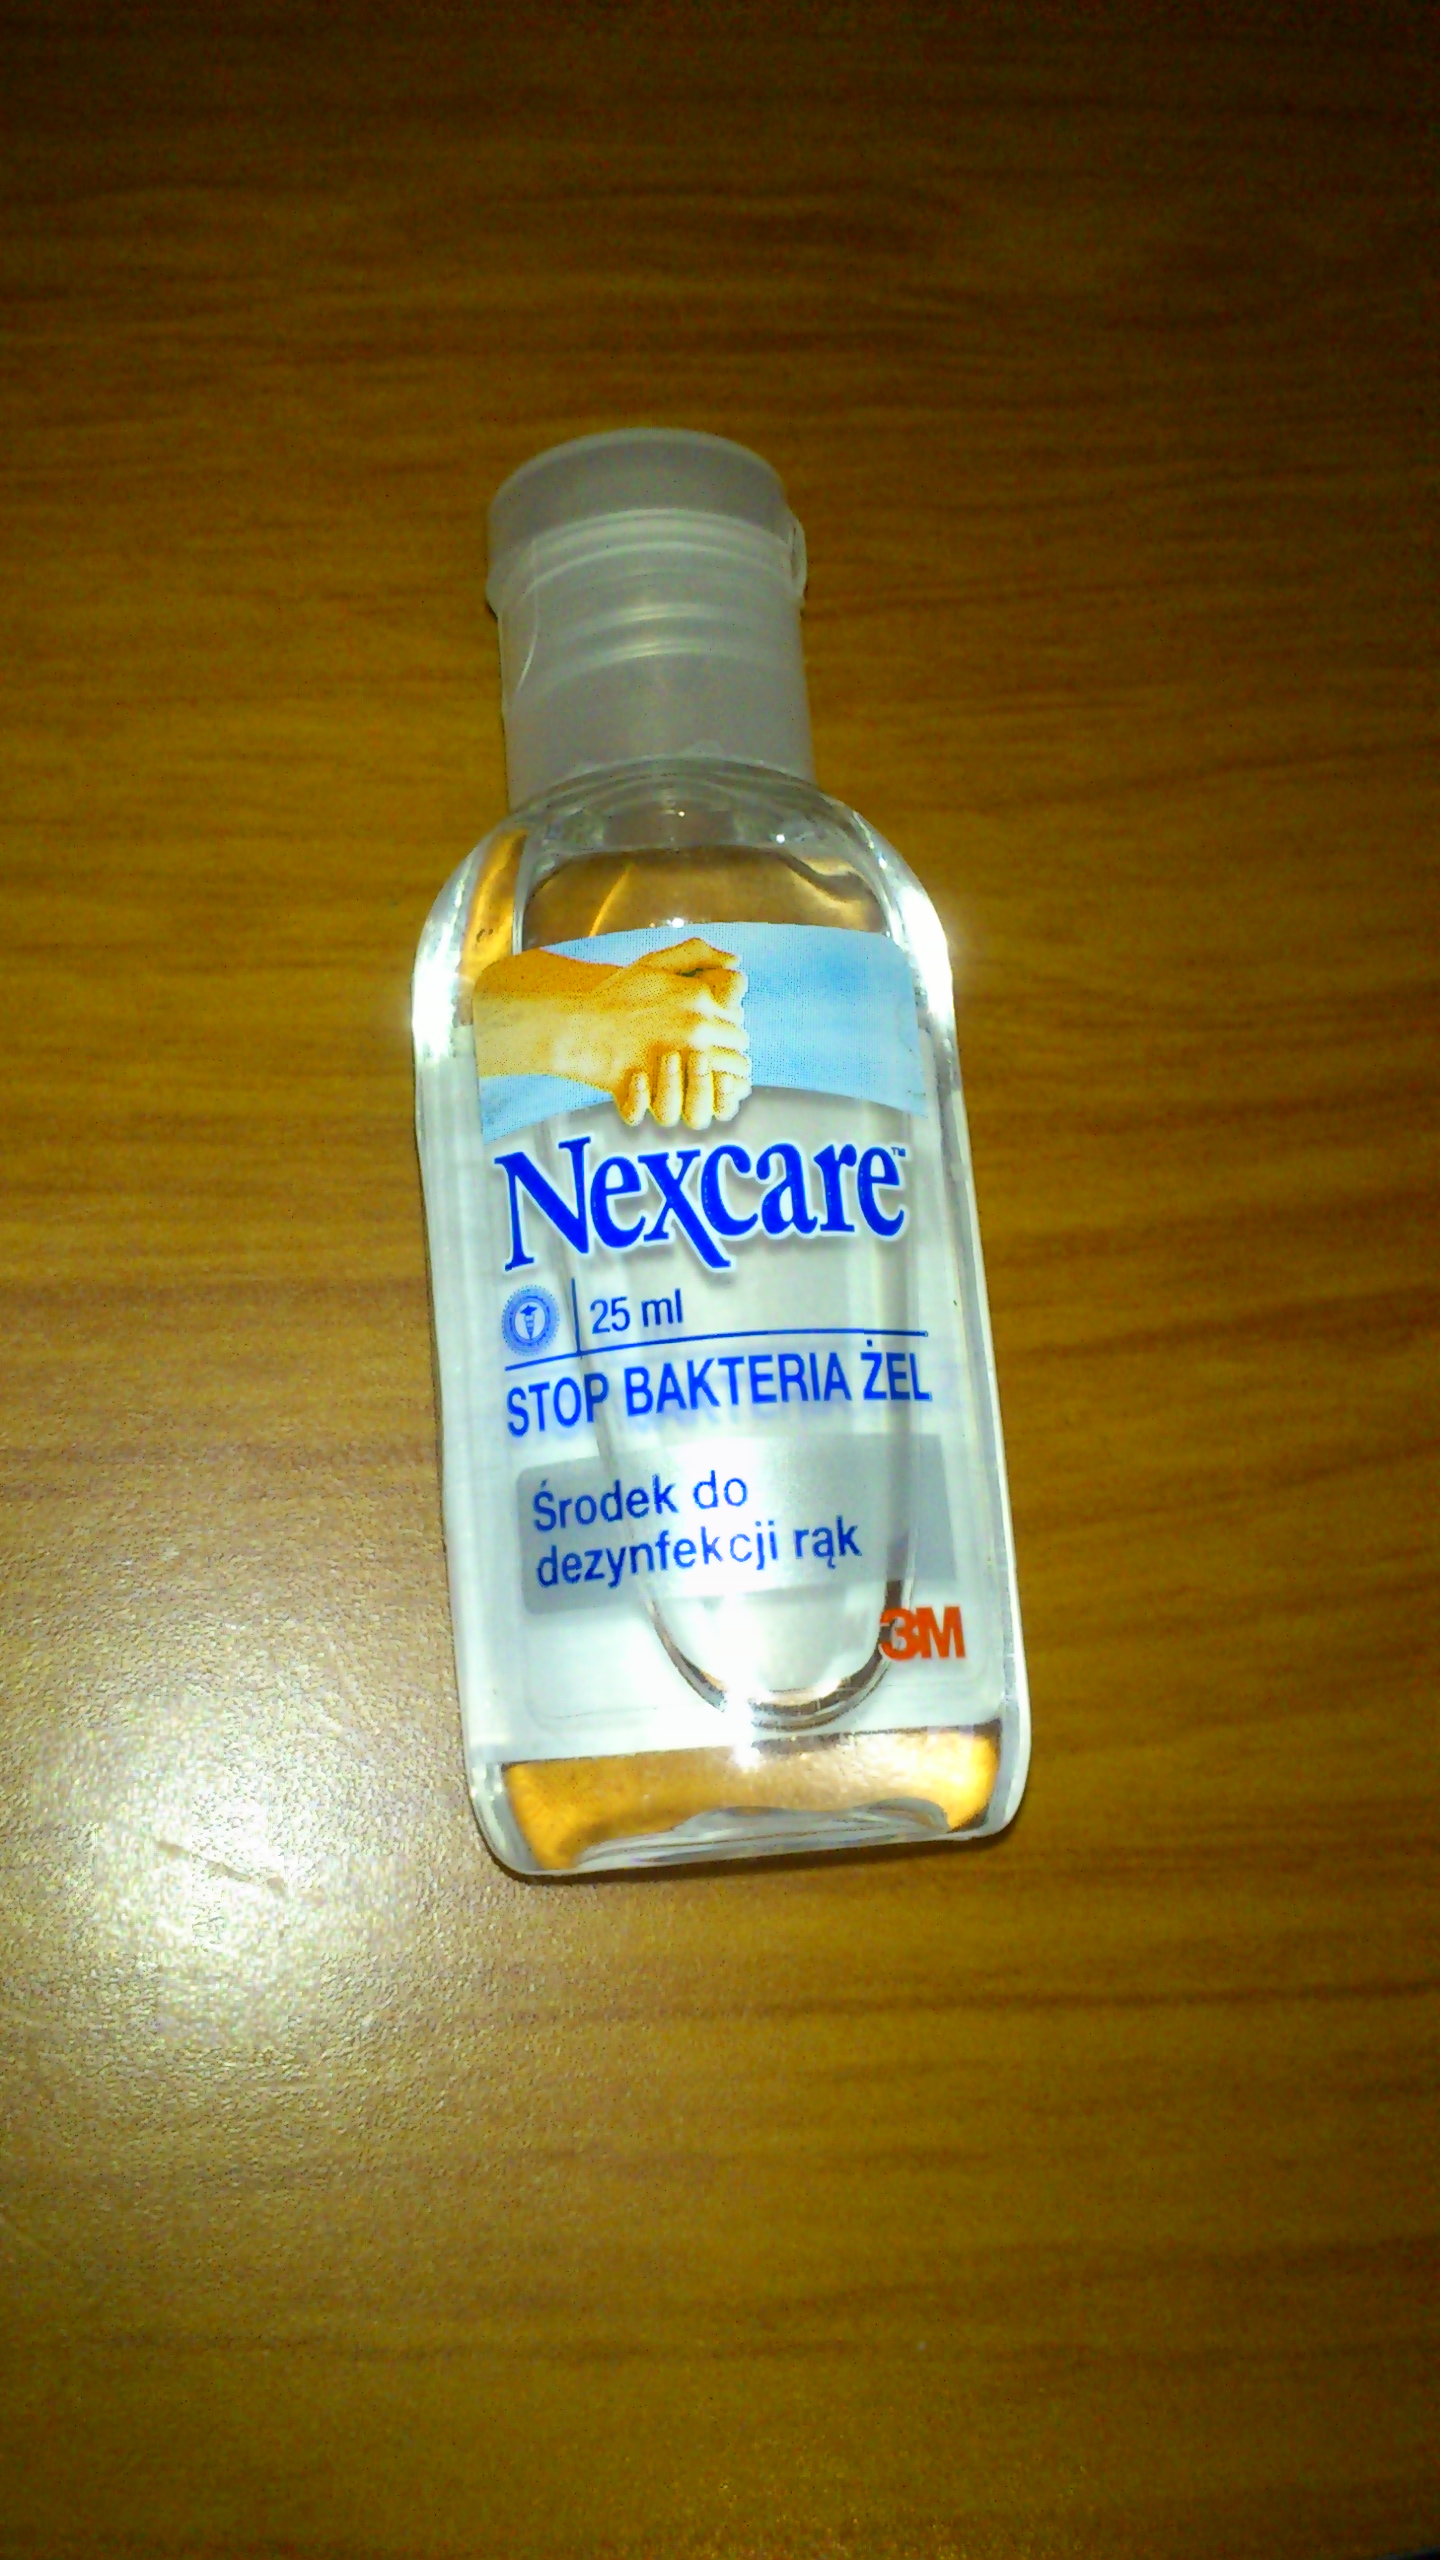 Nexcare™
25 ml
STOP BAKTERIA ŻEL
Środek do
dezynfekcji rąk
3M